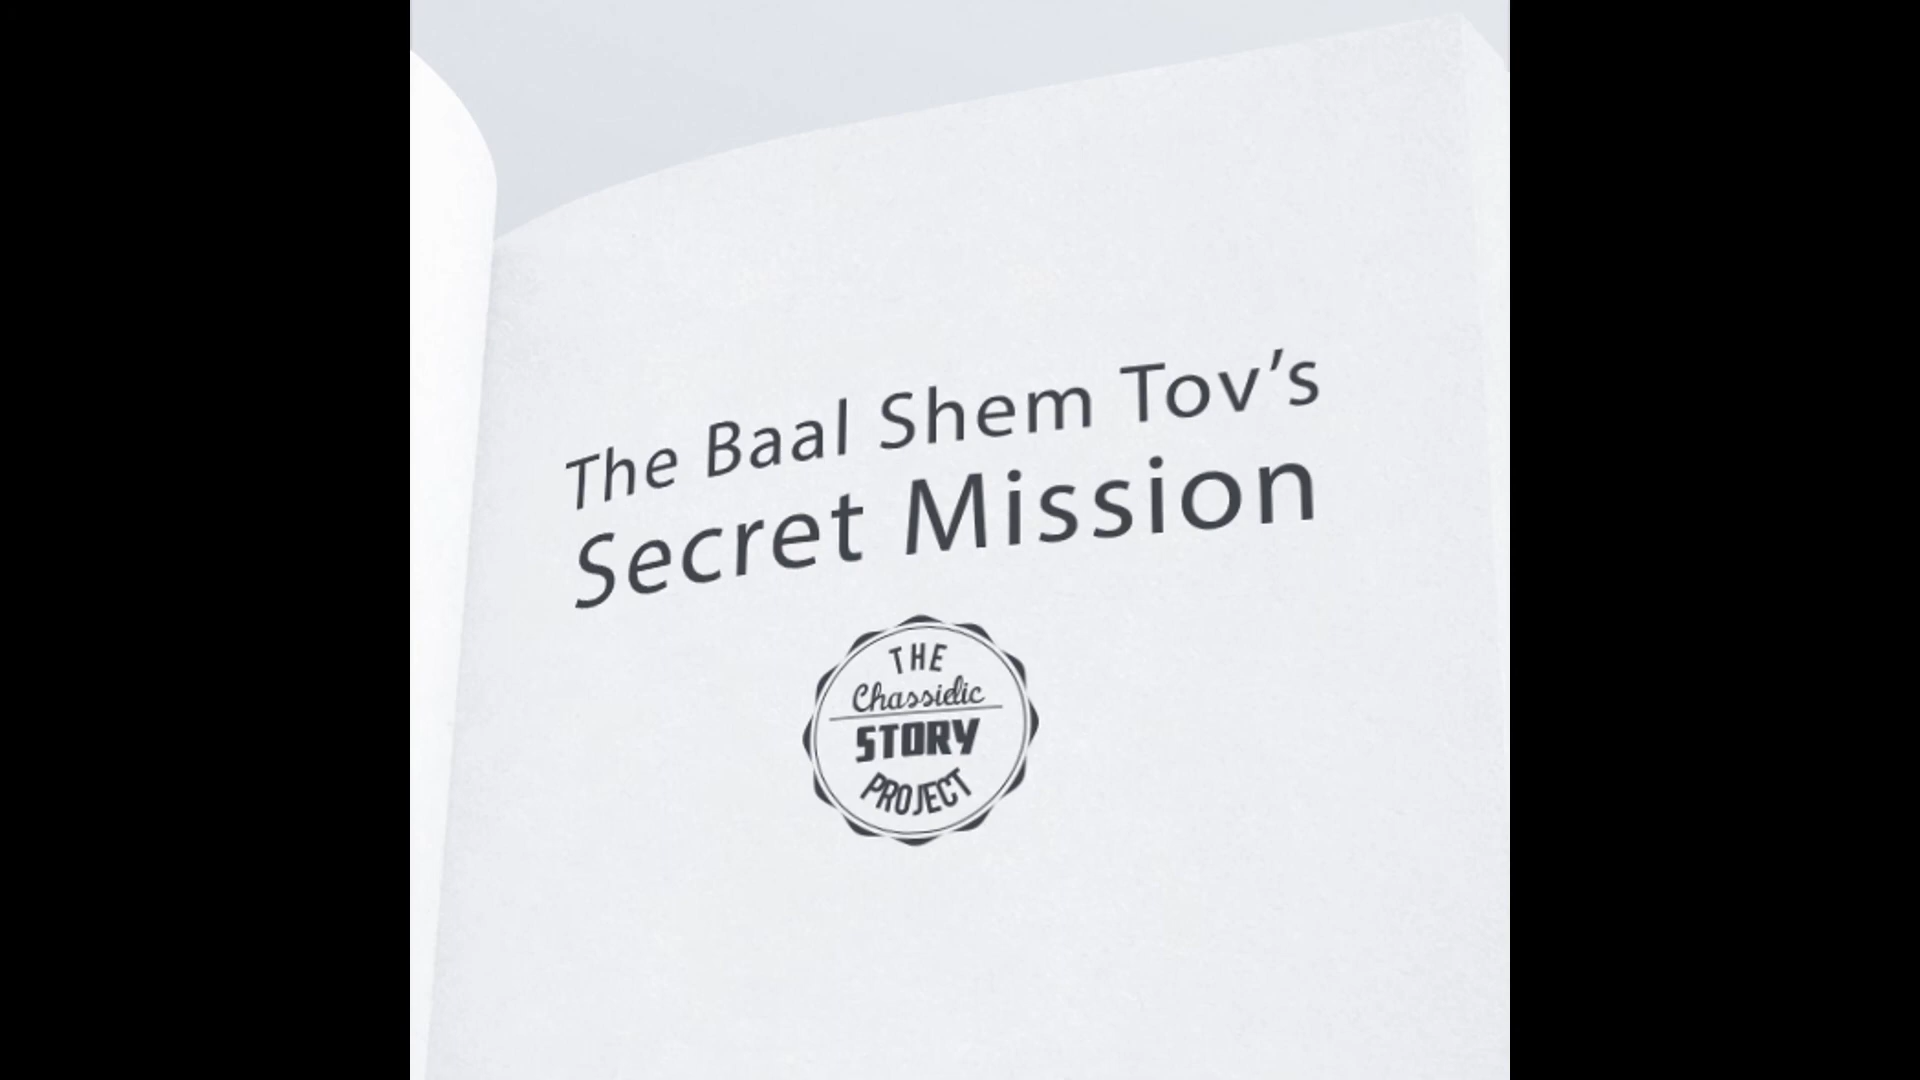 The Baal Shem Tov’s
Secret Mission
THE
Chassidic
STORY
PROJECT